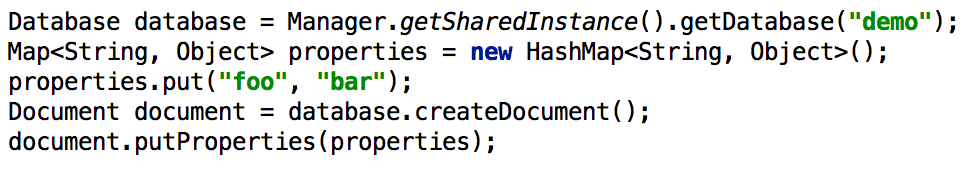 Database database = Manager.getSharedInstance().getDatabase("demo");
Map<String, Object> properties = new HashMap<String, Object>();
properties.put("foo", "bar");
Document document = database.createDocument();
document.putProperties(properties);